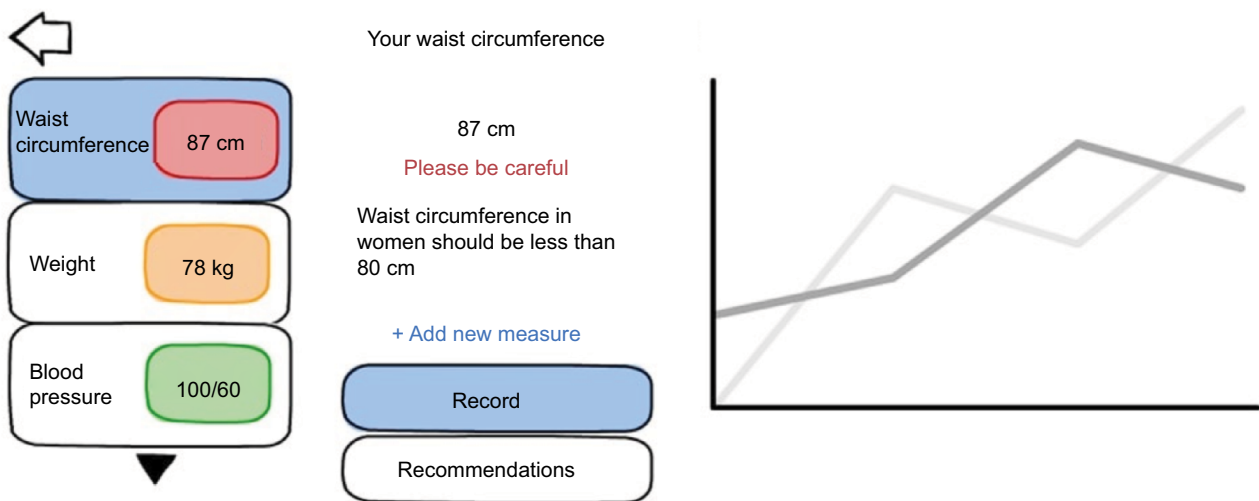 Waist
circumference
87 cm
Weight
78 kg
Blood
pressure
100/60
Your waist circumference
87 cm
Please be careful
Waist circumference in
women should be less than
80 cm
+ Add new measure
Record
Recommendations